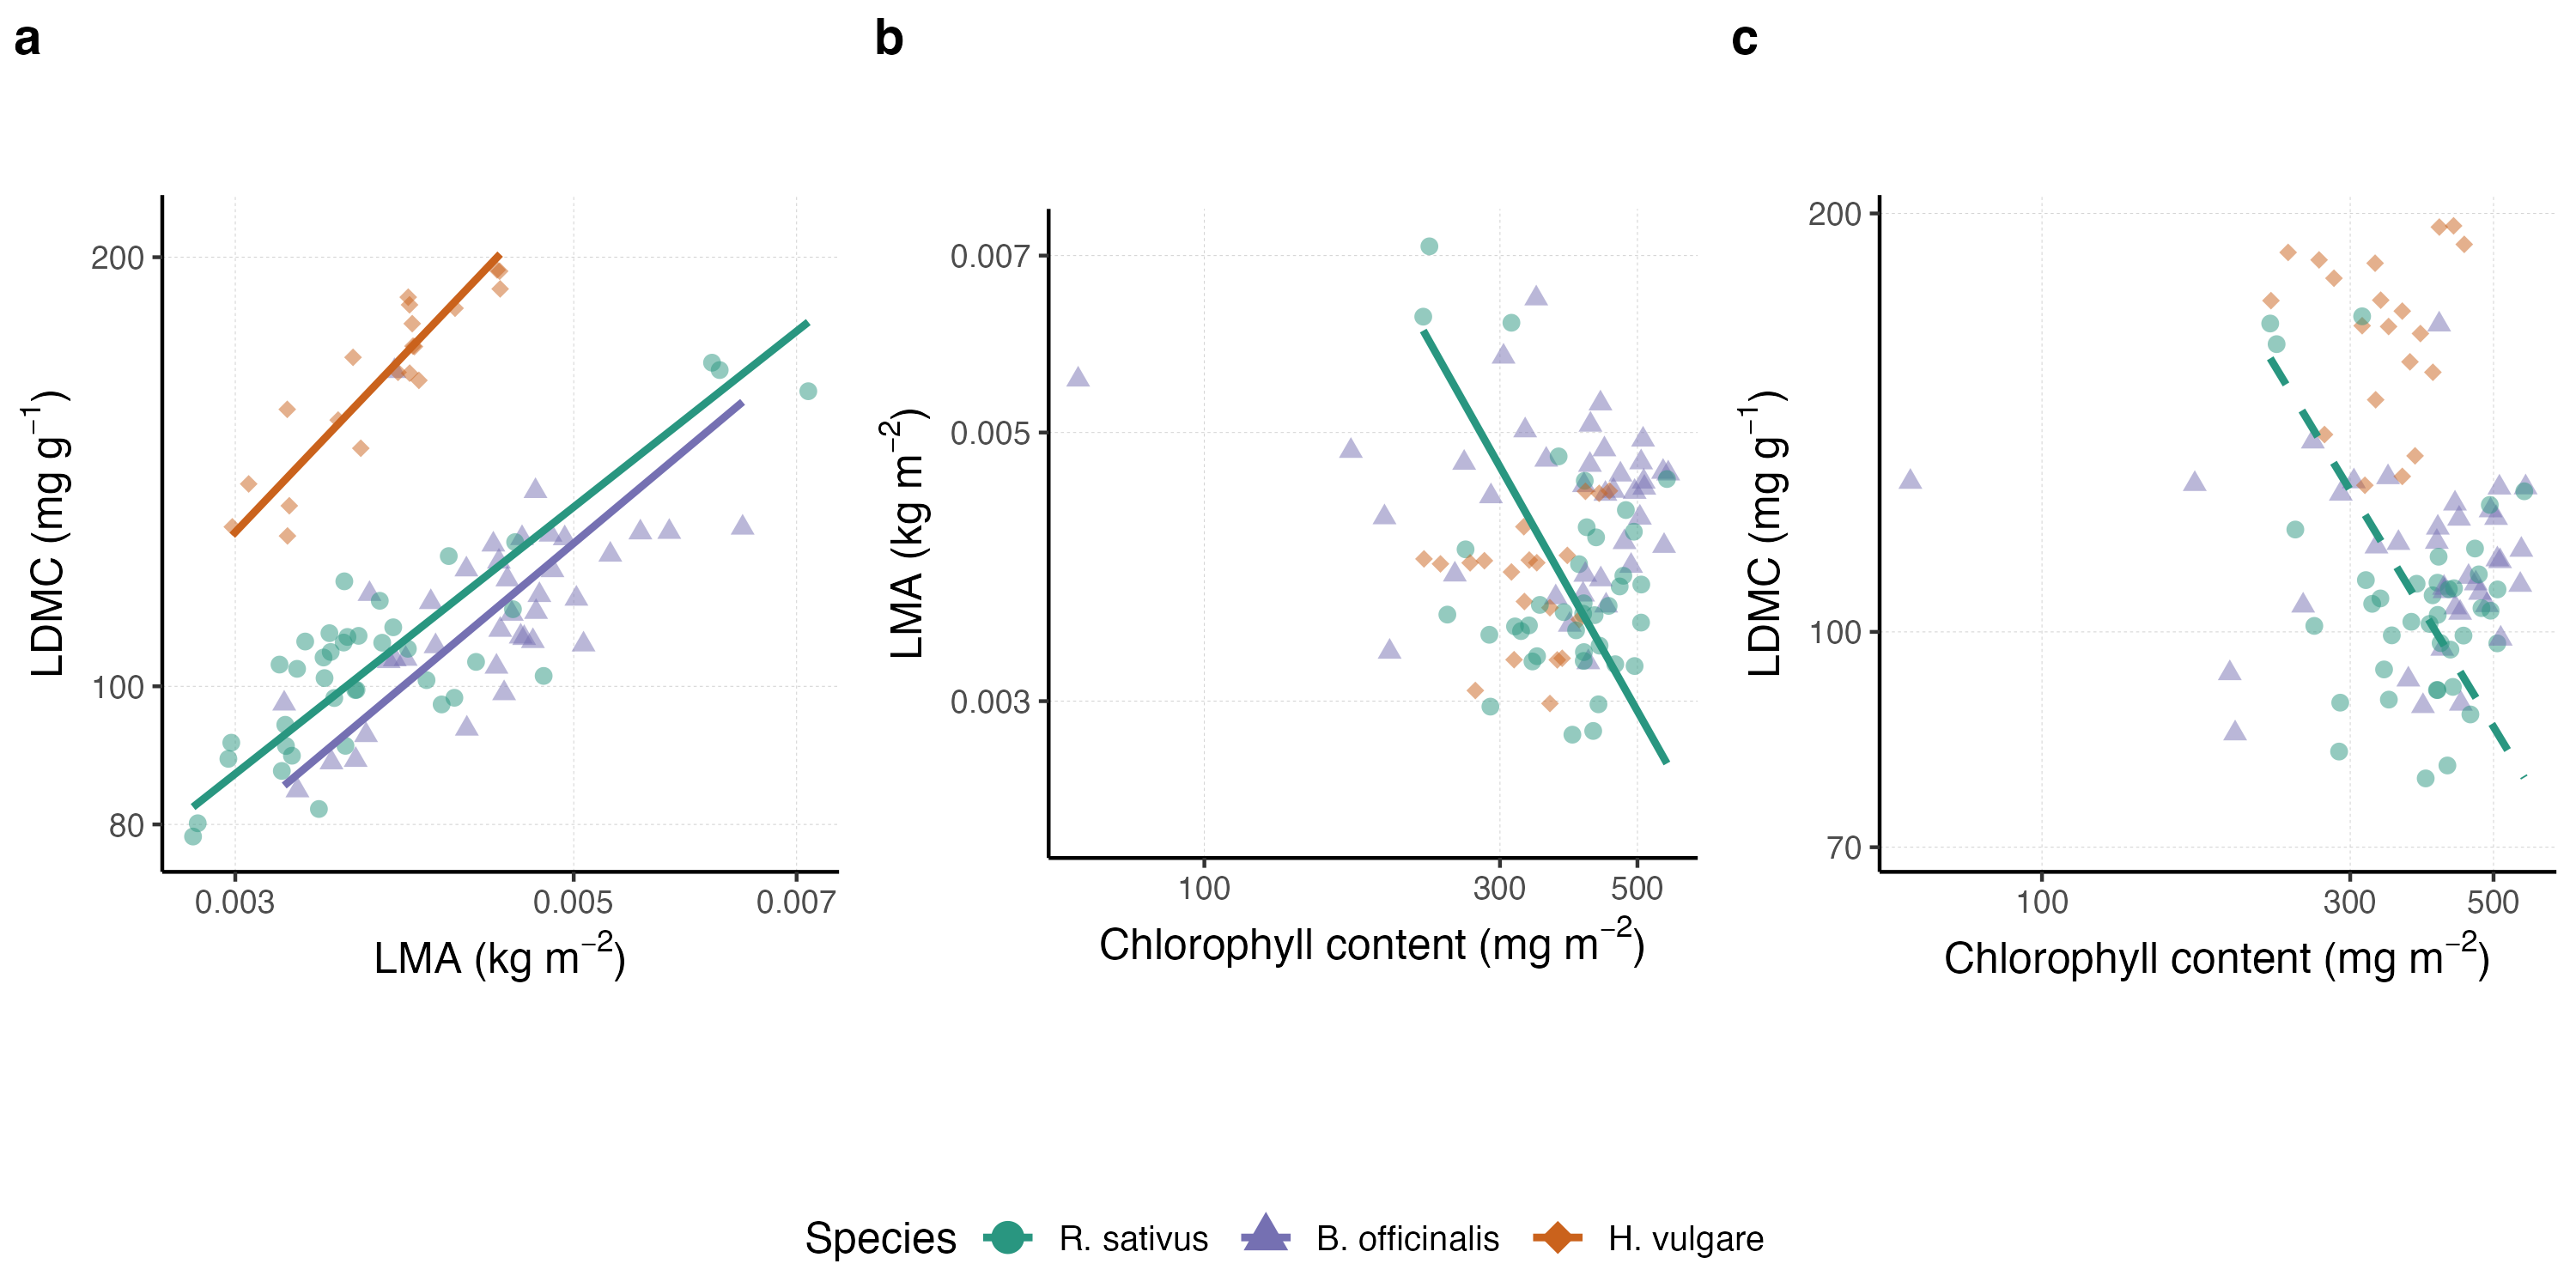 a
b
c
LDMC (mg g⁻¹)
200
100
80
0.003
0.005
0.007
LMA (kg m⁻²)
LMA (kg m⁻²)
0.007
0.005
0.003
100
300
500
Chlorophyll content (mg m⁻²)
LDMC (mg g⁻¹)
200
100
70
100
300
500
Chlorophyll content (mg m⁻²)
Species R. sativus B. officinalis H. vulgare